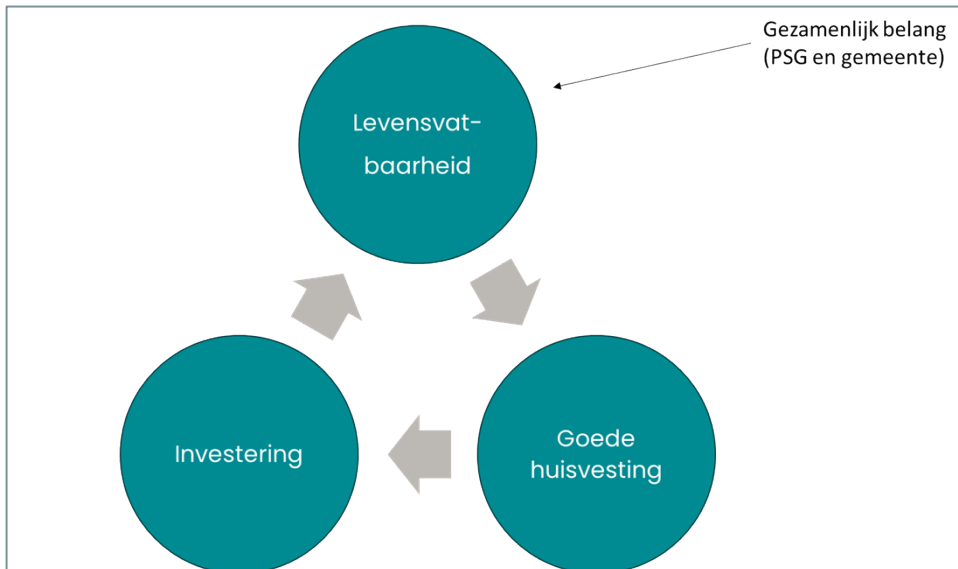 Gezamenlijk belang
(PSG en gemeente)
Levensvat-
baarheid
Investering
Goede
huisvesting